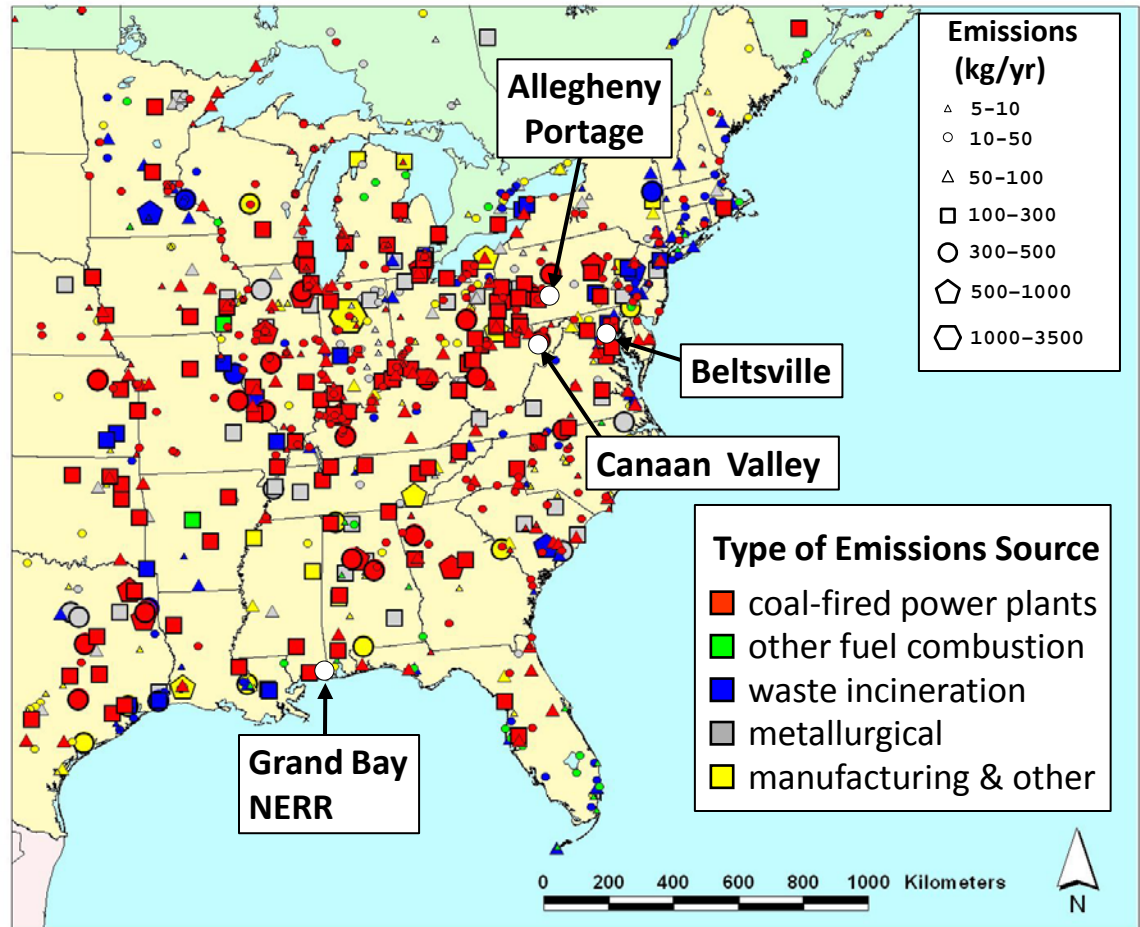 Emissions
(kg/yr)
5-10
10-50
50-100
100-300
300-500
500-1000
1000-3500
Allegheny
Portage
Beltsville
Canaan Valley
Type of Emissions Source
coal-fired power plants
other fuel combustion
waste incineration
metallurgical
manufacturing & other
Grand Bay
NERR
0 200 400 600 800 1000 Kilometers
N